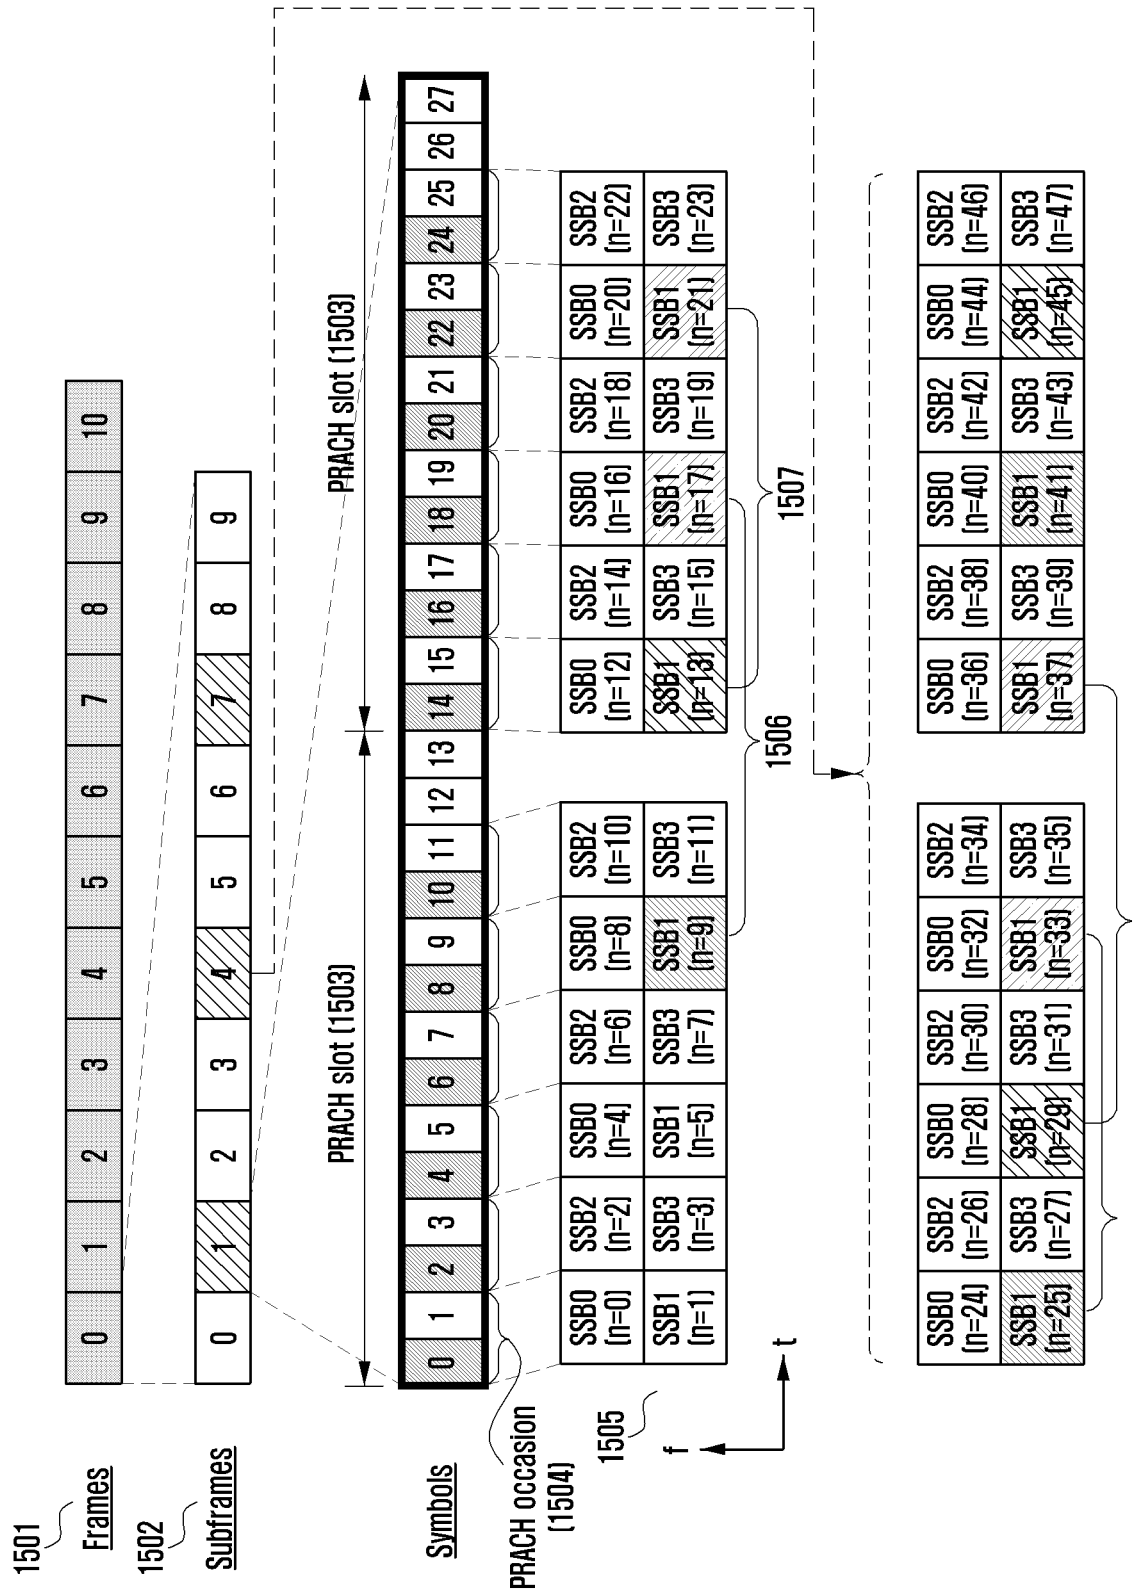 1501
Frames
0 1 2 3 4 5 6 7 8 9 10
1502
Subframes
0 1 2 3 4 5 6 7 8 9
PRACH slot (1503)
PRACH slot (1503)
Symbols
0 1 2 3 4 5 6 7 8 9 10 11 12 13 14 15 16 17 18 19 20 21 22 23 24 25 26 27
PRACH occasion
(1504)
1505
f
t
SSB0 SSB2 SSB0 SSB2 SSB0 SSB2 SSB0 SSB2 SSB0 SSB2 SSB0 SSB2
(n=0) (n=2) (n=4) (n=6) (n=8) (n=10) (n=12) (n=14) (n=16) (n=18) (n=20) (n=22)
SSB1 SSB3 SSB1 SSB3 SSB1 SSB3 SSB1 SSB3 SSB1 SSB3 SSB1 SSB3
(n=1) (n=3) (n=5) (n=7) (n=9) (n=11) (n=13) (n=15) (n=17) (n=19) (n=21) (n=23)
1506
1507
SSB0 SSB2 SSB0 SSB2 SSB0 SSB2 SSB0 SSB2 SSB0 SSB2 SSB0 SSB2
(n=24) (n=26) (n=28) (n=30) (n=32) (n=34) (n=36) (n=38) (n=40) (n=42) (n=44) (n=46)
SSB1 SSB3 SSB1 SSB3 SSB1 SSB3 SSB1 SSB3 SSB1 SSB3 SSB1 SSB3
(n=25) (n=27) (n=29) (n=31) (n=33) (n=35) (n=37) (n=39) (n=41) (n=43) (n=45) (n=47)